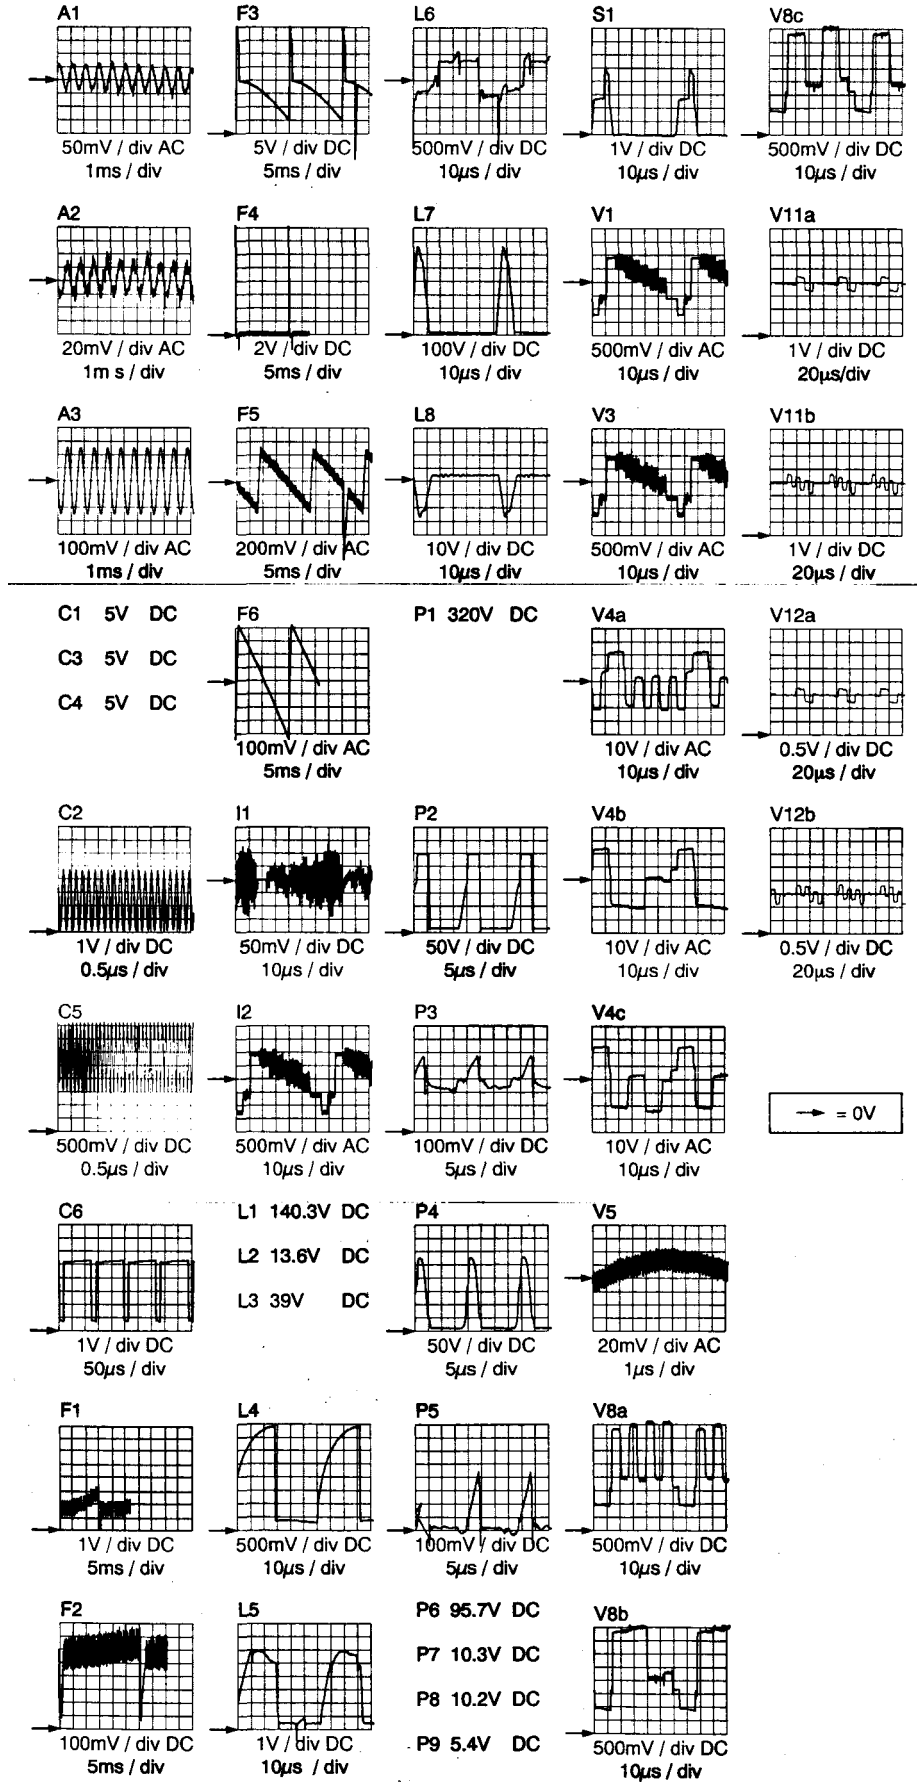 A1
50mV / div AC
1ms / div
F3
5V / div DC
5ms / div
L6
500mV / div DC
10µs / div
S1
1V / div DC
10µs / div
V8c
500mV / div DC
10µs / div
A2
20mV / div AC
1m s / div
F4
2V / div DC
5ms / div
L7
100V / div DC
10µs / div
V1
500mV / div AC
10µs / div
V11a
1V / div DC
20µs/div
A3
100mV / div AC
1ms / div
F5
200mV / div AC
5ms / div
L8
10V / div DC
10µs / div
V3
500mV / div AC
10µs / div
V11b
1V / div DC
20µs / div
C1 5V DC
C3 5V DC
C4 5V DC
F6
100mV / div AC
5ms / div
P1 320V DC
V4a
10V / div AC
10µs / div
V12a
0.5V / div DC
20µs / div
C2
1V / div DC
0.5µs / div
I1
50mV / div DC
10µs / div
P2
50V / div DC
5µs / div
V4b
10V / div AC
10µs / div
V12b
0.5V / div DC
20µs / div
C5
500mV / div DC
0.5µs / div
I2
500mV / div AC
10µs / div
P3
100mV / div DC
5µs / div
V4c
10V / div AC
10µs / div
= 0V
C6
1V / div DC
50µs / div
L1 140.3V DC
L2 13.6V DC
L3 39V DC
P4
50V / div DC
5µs / div
V5
20mV / div AC
1µs / div
F1
1V / div DC
5ms / div
L4
500mV / div DC
10µs / div
P5
100mV / div DC
5µs / div
V8a
500mV / div DC
10µs / div
F2
100mV / div DC
5ms / div
L5
1V / div DC
10µs / div
P6 95.7V DC
P7 10.3V DC
P8 10.2V DC
P9 5.4V DC
V8b
500mV / div DC
10µs / div